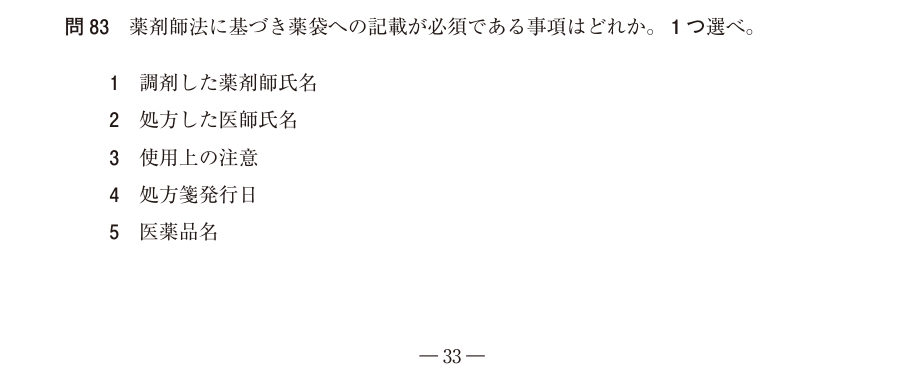 問 83 薬剤師法に基づき薬袋への記載が必須である事項はどれか。1つ選べ。
1 調剤した薬剤師氏名
2 処方した医師氏名
3 使用上の注意
4 処方箋発行日
5 医薬品名
— 33 —